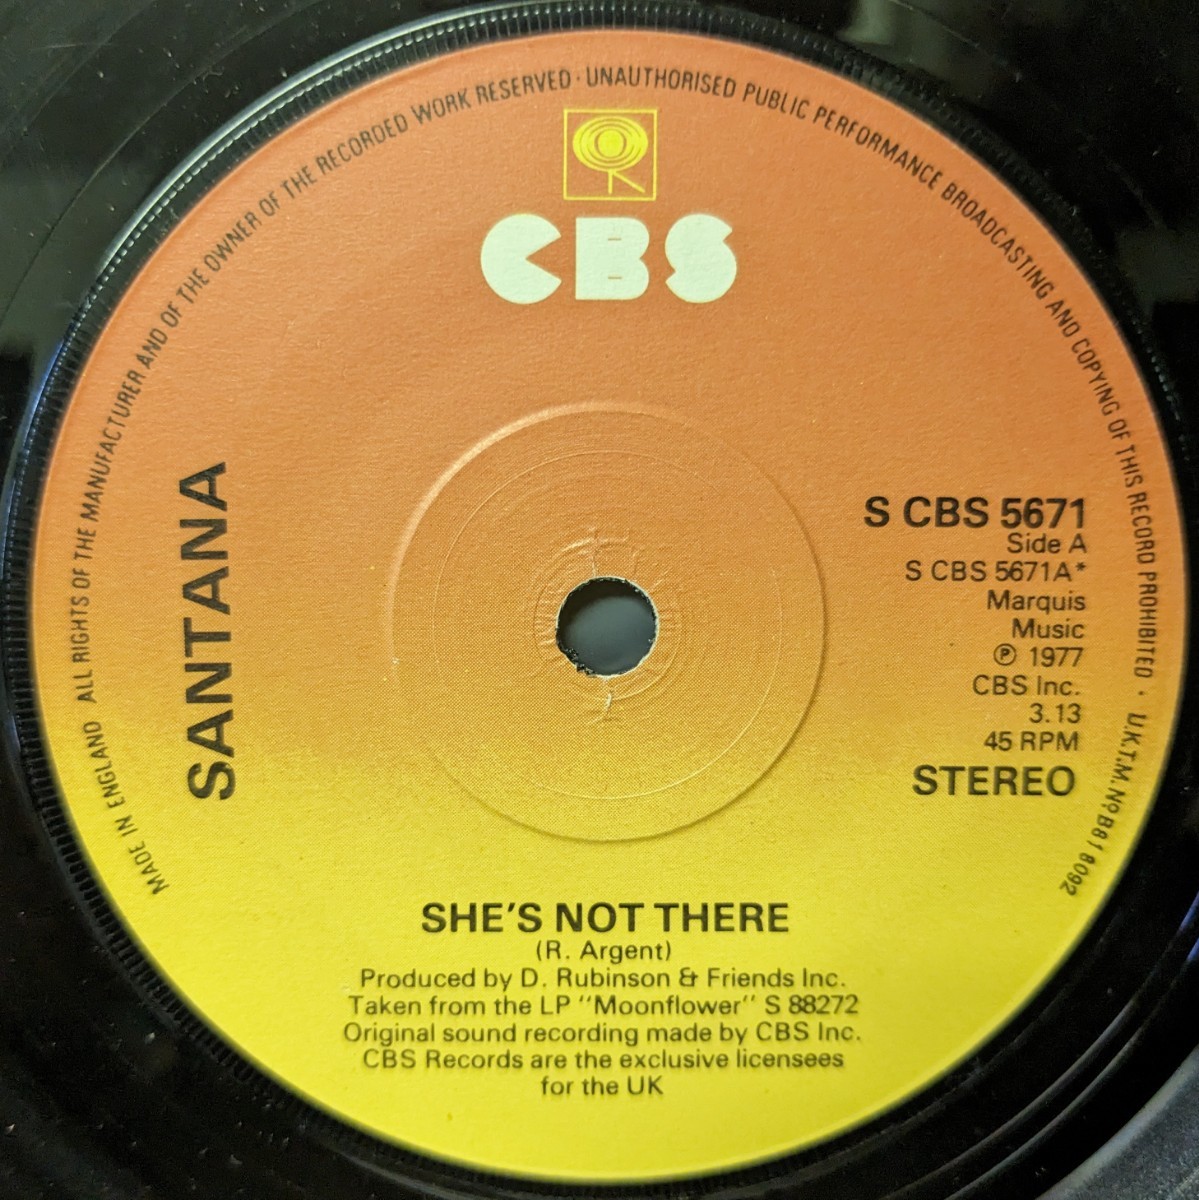 MADE IN ENGLAND ALL RIGHTS OF THE MANUFACTURER AND OF THE OWNER OF THE RECORDED WORK RESERVED · UNAUTHORISED PUBLIC PERFORMANCE BROADCASTING AND COPYING OF THIS RECORD PROHIBITED · U.K.T.M. Nº B818092
CBS
SANTANA
S CBS 5671
Side A
S CBS 5671A*
Marquis
Music
℗ 1977
CBS Inc.
3.13
45 RPM
STEREO
SHE'S NOT THERE
(R. Argent)
Produced by D. Rubinson & Friends Inc.
Taken from the LP "Moonflower" S 88272
Original sound recording made by CBS Inc.
CBS Records are the exclusive licensees
for the UK